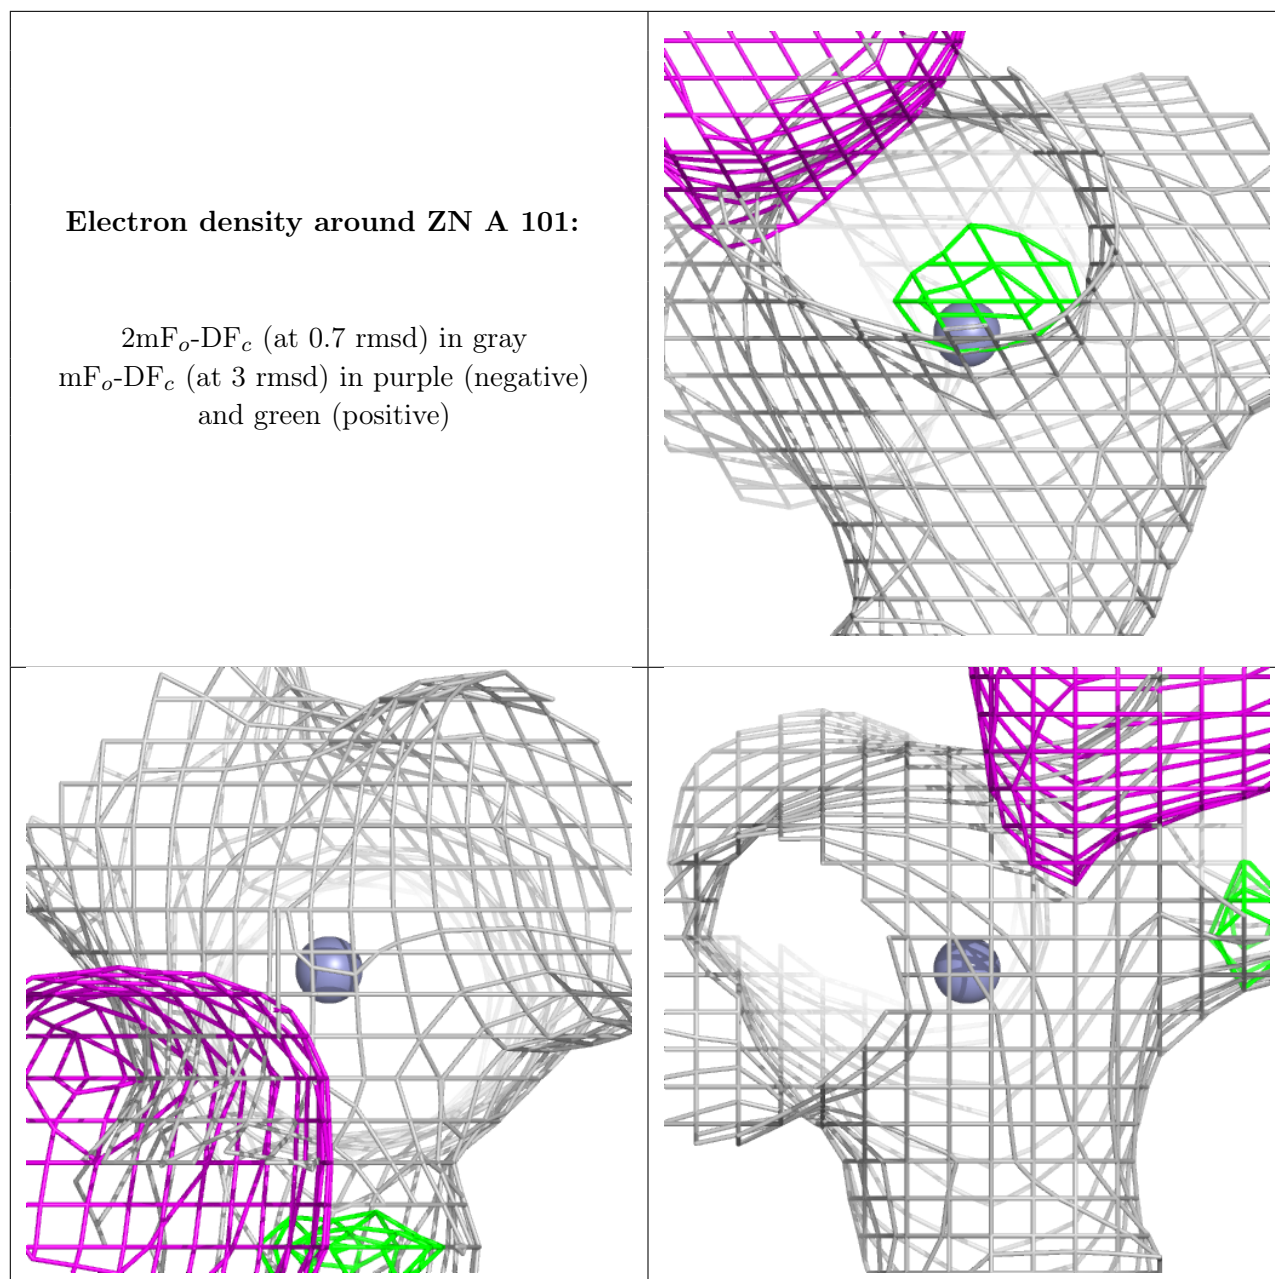 Electron density around ZN A 101:
2mFₒ-DF𝒸 (at 0.7 rmsd) in gray
mFₒ-DF𝒸 (at 3 rmsd) in purple (negative)
and green (positive)